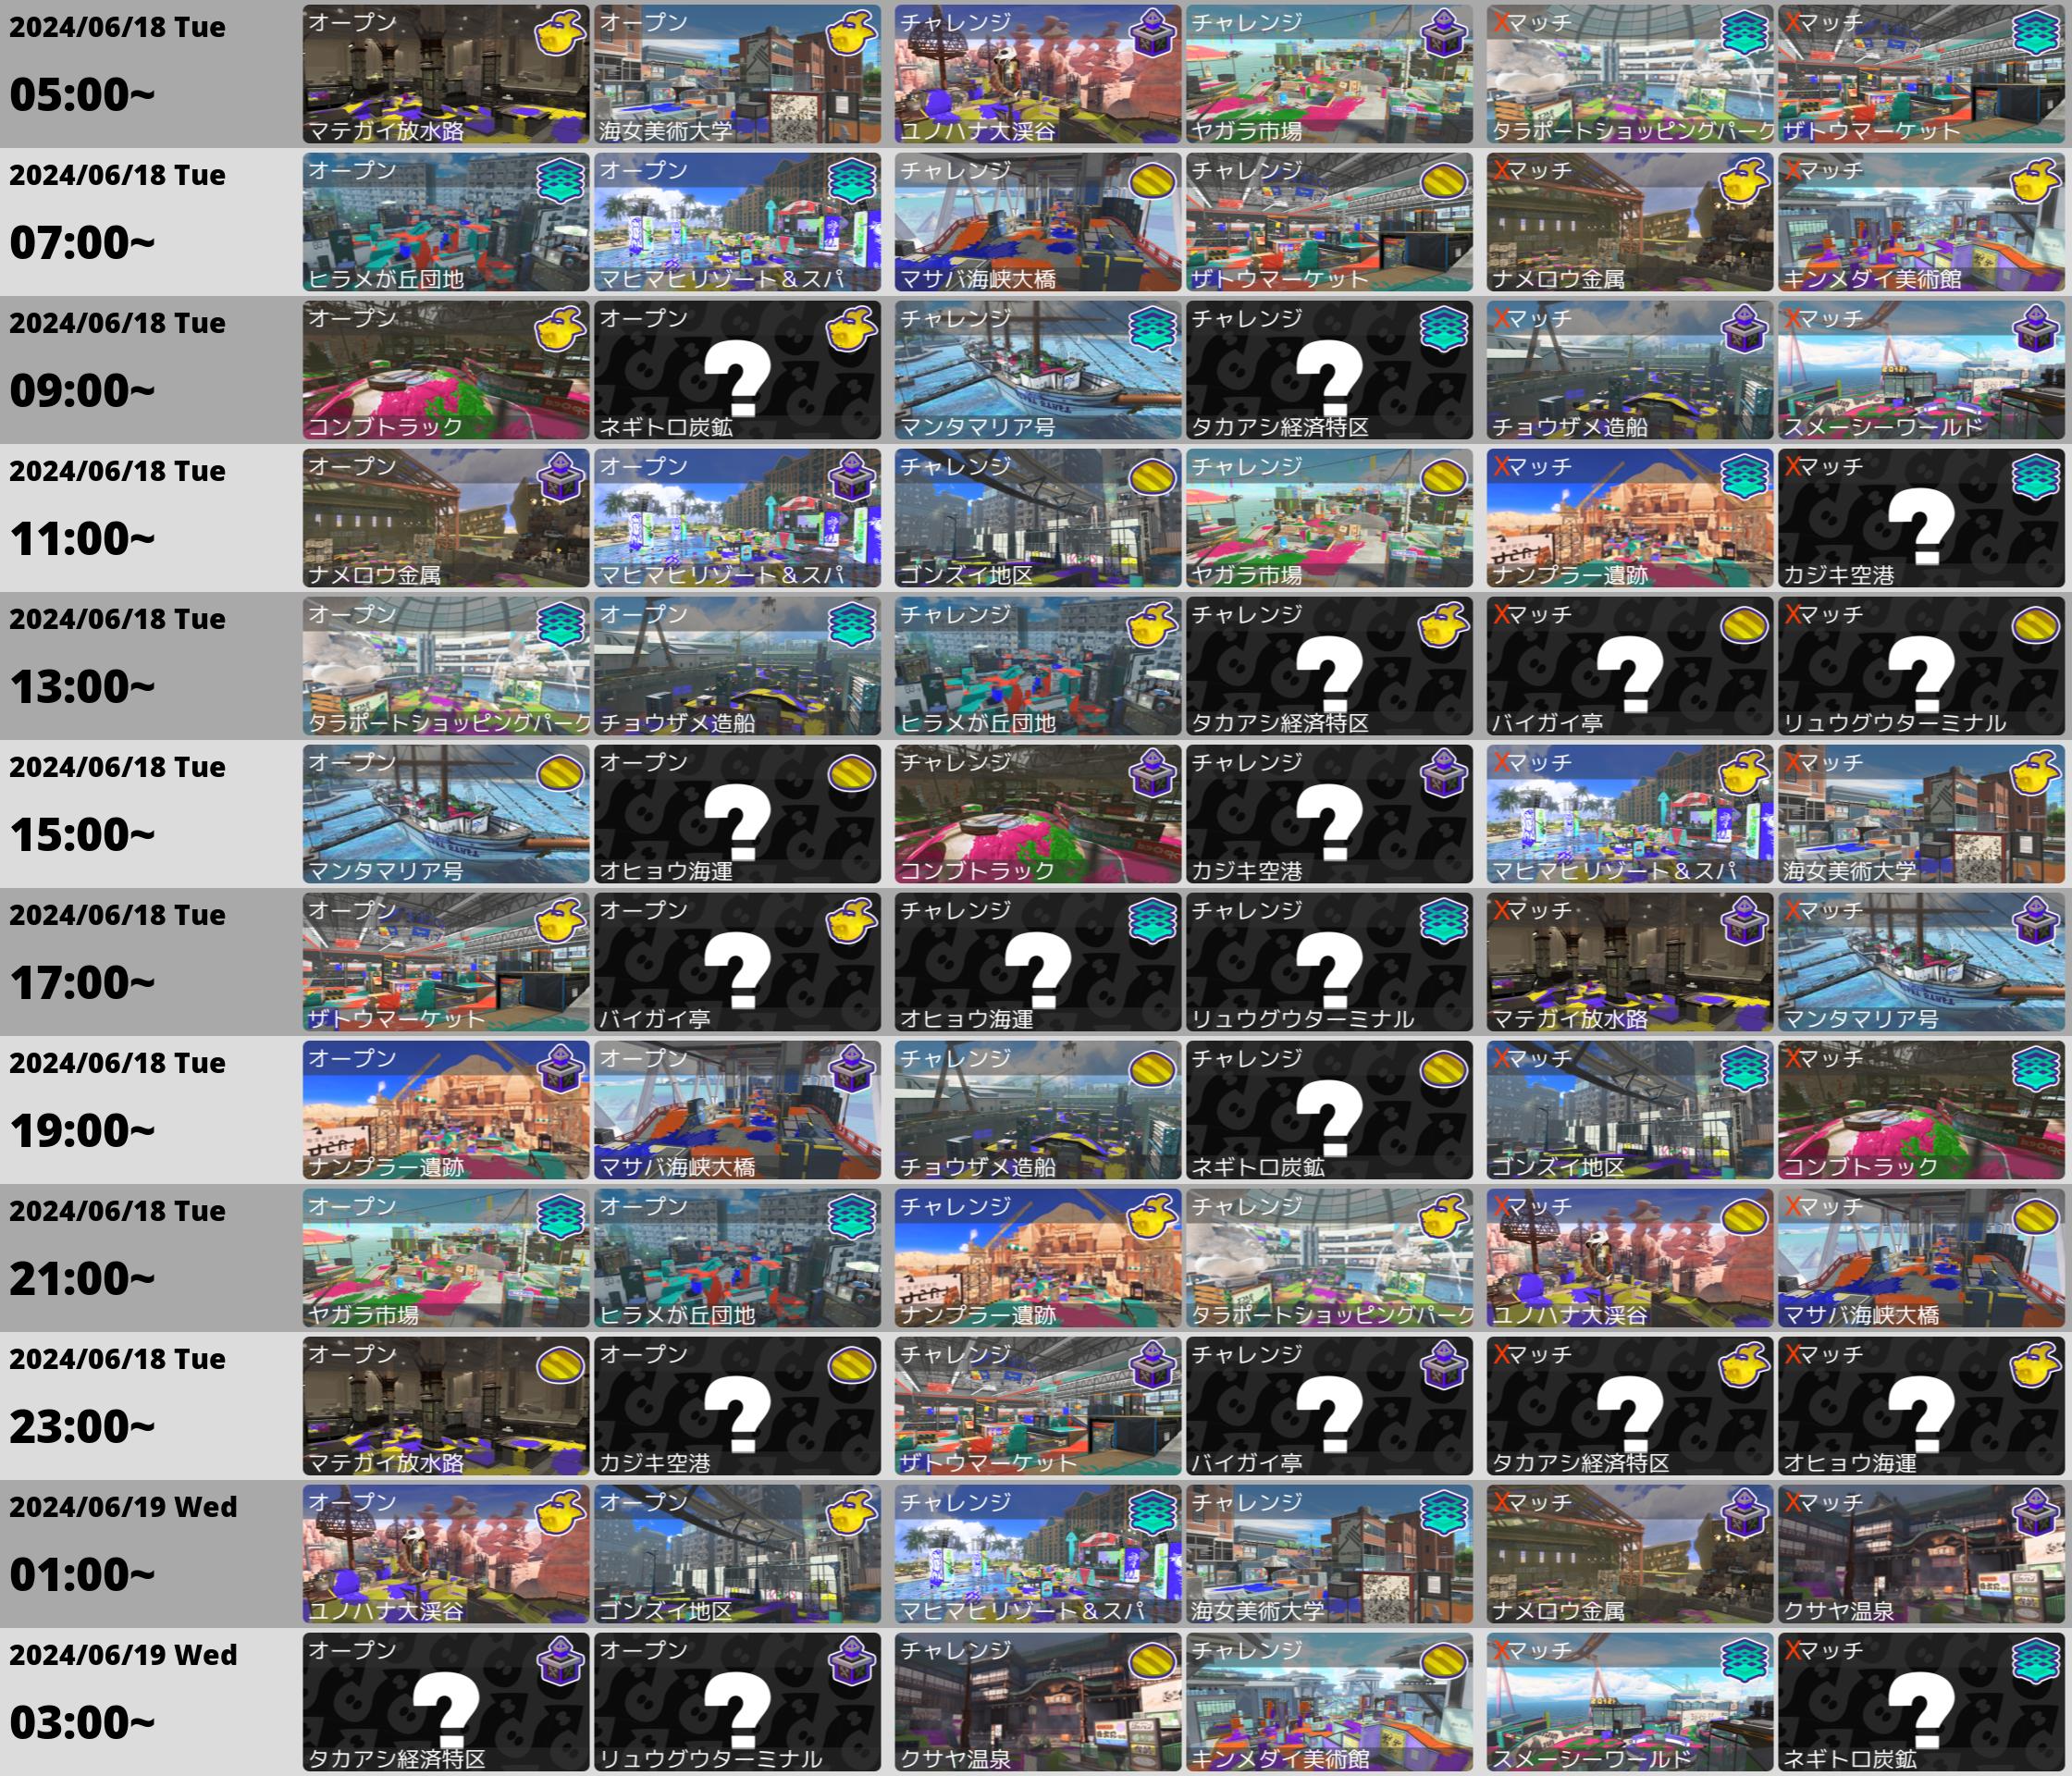 2024/06/18 Tue
05:00~
オープン オープン チャレンジ チャレンジ Xマッチ Xマッチ
マテガイ放水路 海女美術大学 ユノハナ大渓谷 ヤガラ市場 タラポートショッピングパーク ザトウマーケット
2024/06/18 Tue
07:00~
オープン オープン チャレンジ チャレンジ Xマッチ Xマッチ
ヒラメが丘団地 マヒマヒリゾート＆スパ マサバ海峡大橋 ザトウマーケット ナメロウ金属 キンメダイ美術館
2024/06/18 Tue
09:00~
オープン オープン チャレンジ チャレンジ Xマッチ Xマッチ
コンブトラック ネギトロ炭鉱 マンタマリア号 タカアシ経済特区 チョウザメ造船 スメーシーワールド
2024/06/18 Tue
11:00~
オープン オープン チャレンジ チャレンジ Xマッチ Xマッチ
ナメロウ金属 マヒマヒリゾート＆スパ ゴンズイ地区 ヤガラ市場 ナンプラー遺跡 カジキ空港
2024/06/18 Tue
13:00~
オープン オープン チャレンジ チャレンジ Xマッチ Xマッチ
タラポートショッピングパーク チョウザメ造船 ヒラメが丘団地 タカアシ経済特区 バイガイ亭 リュウグウターミナル
2024/06/18 Tue
15:00~
オープン オープン チャレンジ チャレンジ Xマッチ Xマッチ
マンタマリア号 オヒョウ海運 コンブトラック カジキ空港 マヒマヒリゾート＆スパ 海女美術大学
2024/06/18 Tue
17:00~
オープン オープン チャレンジ チャレンジ Xマッチ Xマッチ
ザトウマーケット バイガイ亭 オヒョウ海運 リュウグウターミナル マテガイ放水路 マンタマリア号
2024/06/18 Tue
19:00~
オープン オープン チャレンジ チャレンジ Xマッチ Xマッチ
ナンプラー遺跡 マサバ海峡大橋 チョウザメ造船 ネギトロ炭鉱 ゴンズイ地区 コンブトラック
2024/06/18 Tue
21:00~
オープン オープン チャレンジ チャレンジ Xマッチ Xマッチ
ヤガラ市場 ヒラメが丘団地 ナンプラー遺跡 タラポートショッピングパーク ユノハナ大渓谷 マサバ海峡大橋
2024/06/18 Tue
23:00~
オープン オープン チャレンジ チャレンジ Xマッチ Xマッチ
マテガイ放水路 カジキ空港 ザトウマーケット バイガイ亭 タカアシ経済特区 オヒョウ海運
2024/06/19 Wed
01:00~
オープン オープン チャレンジ チャレンジ Xマッチ Xマッチ
ユノハナ大渓谷 ゴンズイ地区 マヒマヒリゾート＆スパ 海女美術大学 ナメロウ金属 クサヤ温泉
2024/06/19 Wed
03:00~
オープン オープン チャレンジ チャレンジ Xマッチ Xマッチ
タカアシ経済特区 リュウグウターミナル クサヤ温泉 キンメダイ美術館 スメーシーワールド ネギトロ炭鉱